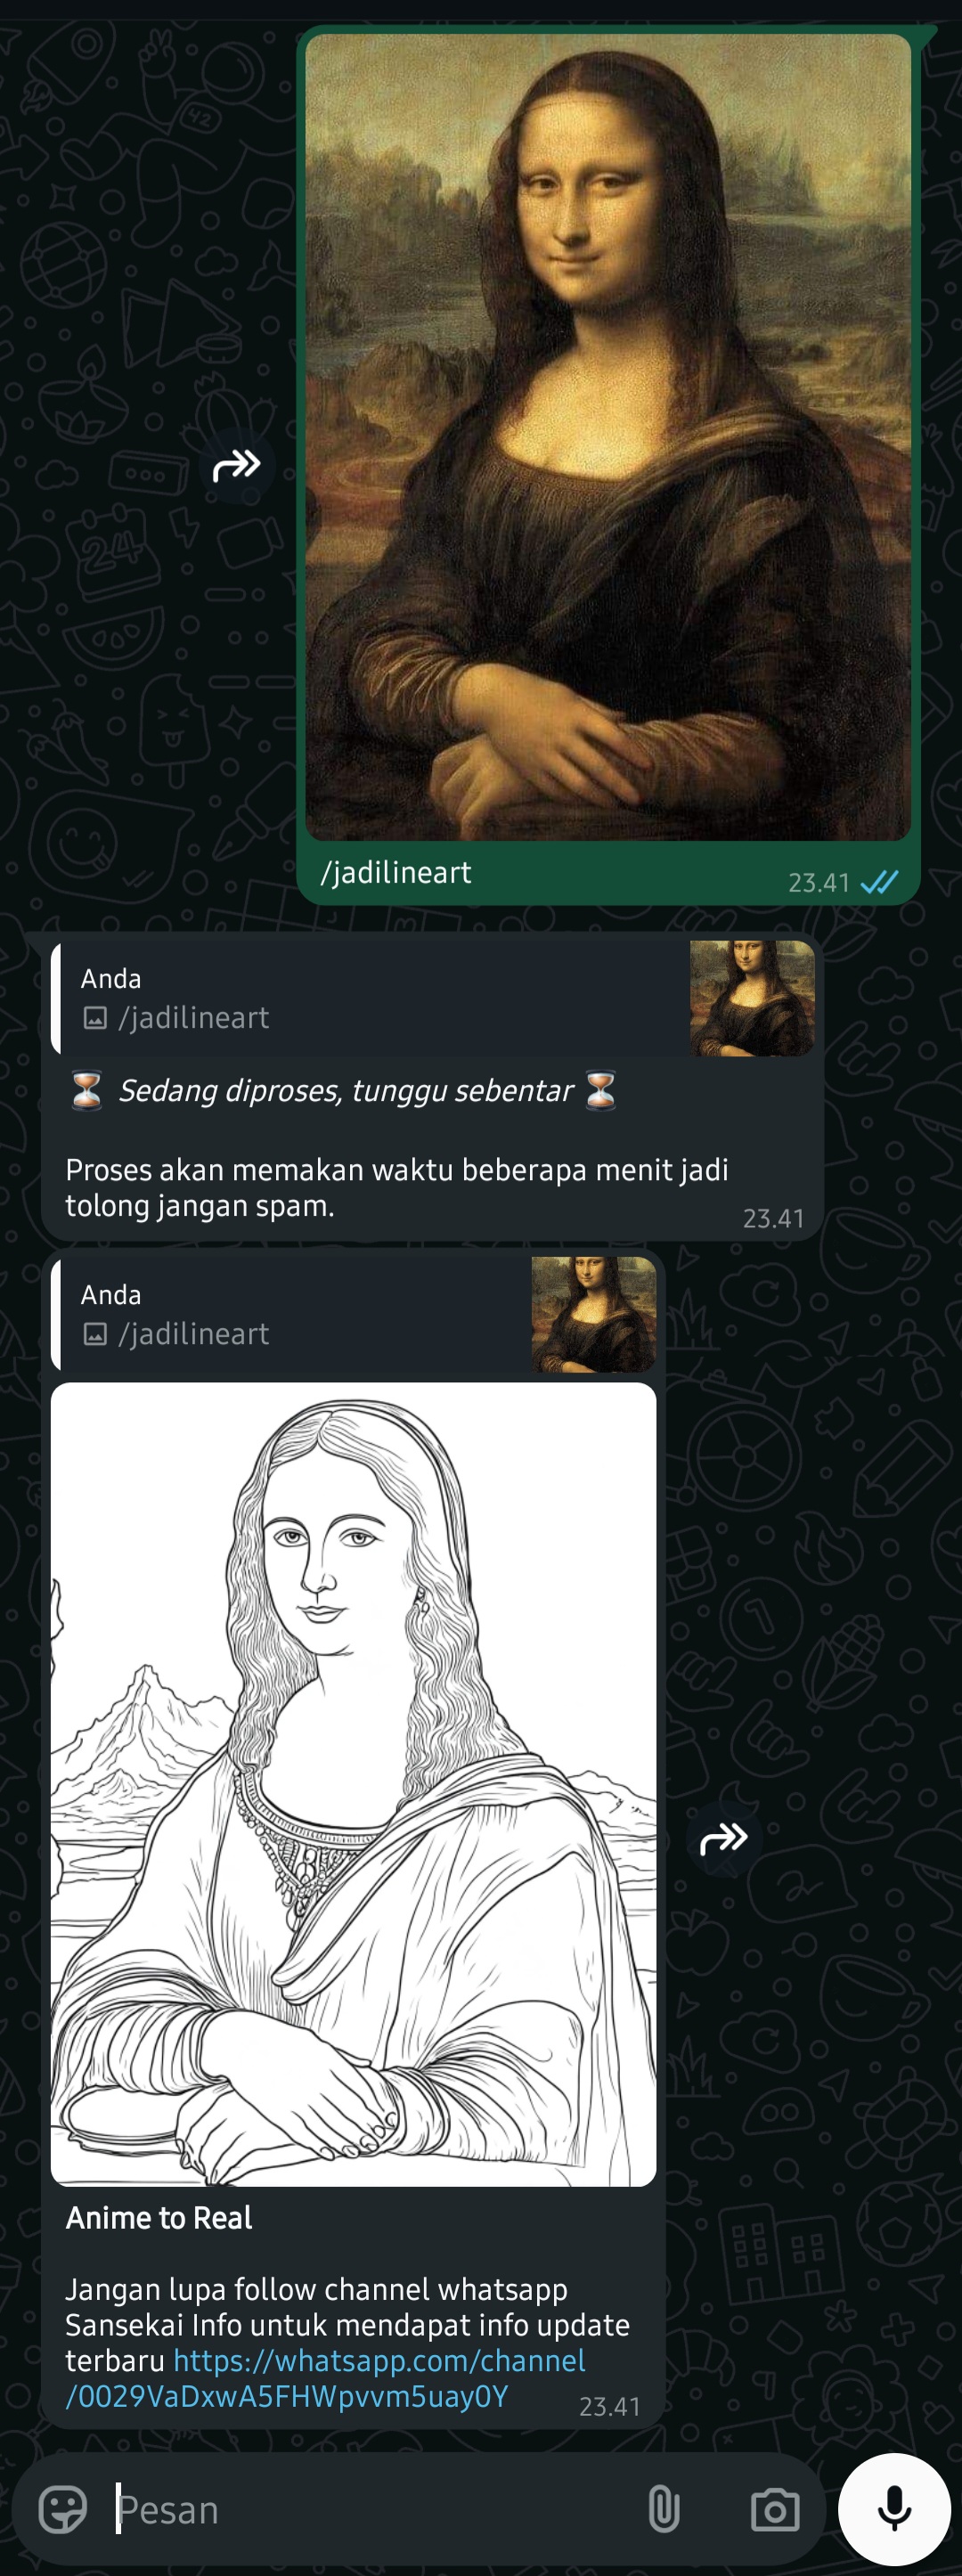 /jadilineart
23.41
Anda
/jadilineart
⏳ Sedang diproses, tunggu sebentar ⏳
Proses akan memakan waktu beberapa menit jadi
tolong jangan spam.
23.41
Anda
/jadilineart
Anime to Real
Jangan lupa follow channel whatsapp
Sansekai Info untuk mendapat info update
terbaru https://whatsapp.com/channel
/0029VaDxwA5FHWpvvm5uay0Y
23.41
Pesan